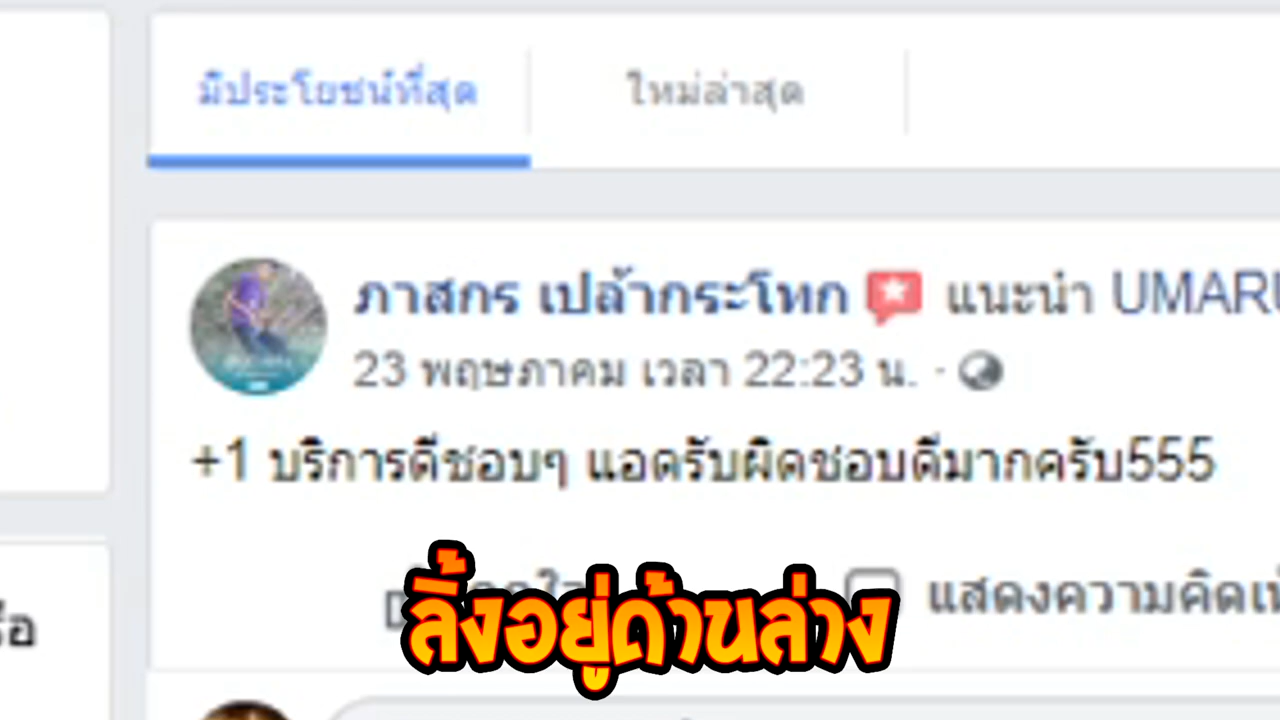 มีประโยชน์ที่สุด
ใหม่ล่าสุด
ภาสกร เปล้ากระโทก แนะนำ UMAR
23 พฤษภาคม เวลา 22:23 น. ·
+1 บริการดีชอบๆ แอดรับผิดชอบดีมากครับ555
แสดงความคิดเ
ลิ้งอยู่ด้านล่าง